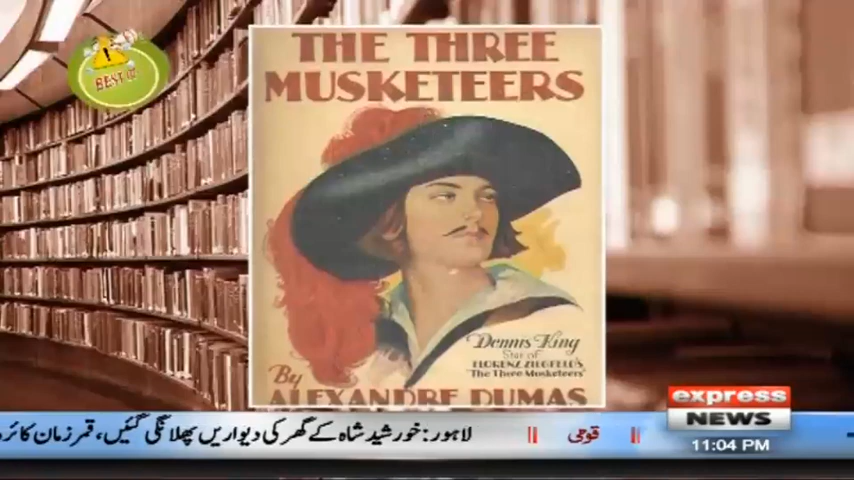 BEST OF
THE THREE
MUSKETEERS
Dennis King
Star of
FLORENZ ZIEGFELD'S
"The Three Musketeers"
By
ALEXANDRE DUMAS
express
NEWS
لاہور: خورشید شاہ کے گھر کی دیواریں پھلانگی گئیں، قمر زمان کائرہ
قومی
11:04 PM